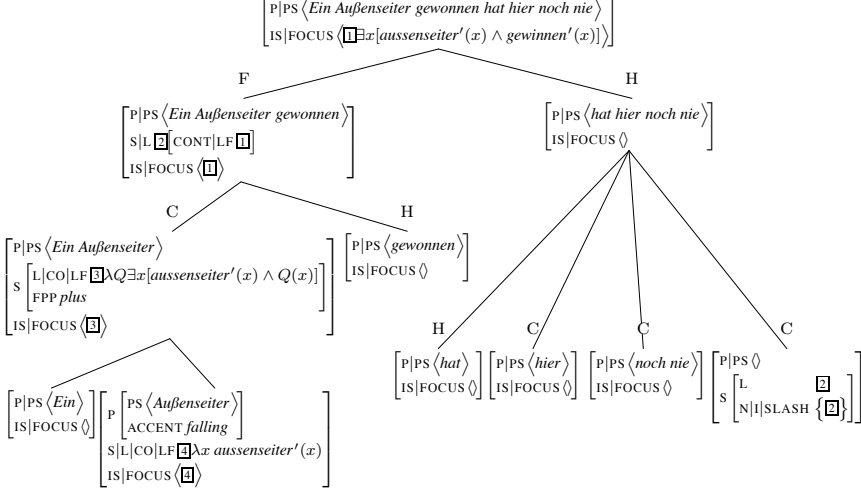 P|PS ⟨Ein Außenseiter gewonnen hat hier noch nie⟩
IS|FOCUS ⟨[1]∃x[aussenseiter′(x) ∧ gewinnen′(x)]⟩
F
H
P|PS ⟨Ein Außenseiter gewonnen⟩
S|L [2][CONT|LF [1]]
IS|FOCUS ⟨[1]⟩
P|PS ⟨hat hier noch nie⟩
IS|FOCUS ⟨⟩
C
H
P|PS ⟨Ein Außenseiter⟩
S [L|CO|LF [3]λQ∃x[aussenseiter′(x) ∧ Q(x)]
FPP plus]
IS|FOCUS ⟨[3]⟩
P|PS ⟨gewonnen⟩
IS|FOCUS ⟨⟩
H
C
C
C
P|PS ⟨hat⟩
IS|FOCUS ⟨⟩
P|PS ⟨hier⟩
IS|FOCUS ⟨⟩
P|PS ⟨noch nie⟩
IS|FOCUS ⟨⟩
P|PS ⟨⟩
S [L [2]
N|I|SLASH {[2]}]
P|PS ⟨Ein⟩
IS|FOCUS ⟨⟩
P [PS ⟨Außenseiter⟩
ACCENT falling]
S|L|CO|LF [4]λx aussenseiter′(x)
IS|FOCUS ⟨[4]⟩